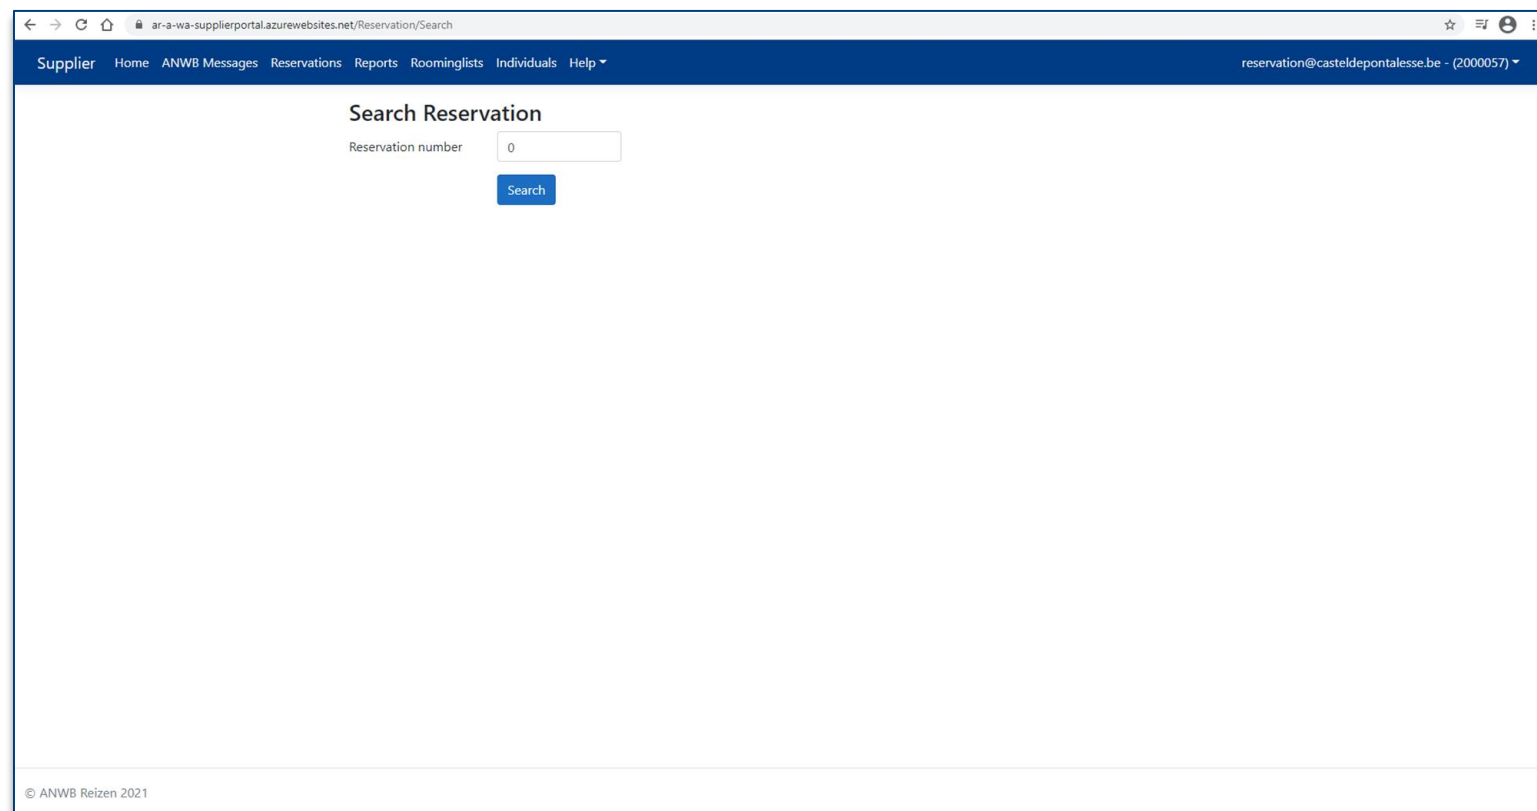 ar-a-wa-supplierportal.azurewebsites.net/Reservation/Search
Supplier Home ANWB Messages Reservations Reports Roominglists Individuals Help reservation@casteldepontalesse.be - (2000057)
Search Reservation
Reservation number 0
Search
© ANWB Reizen 2021